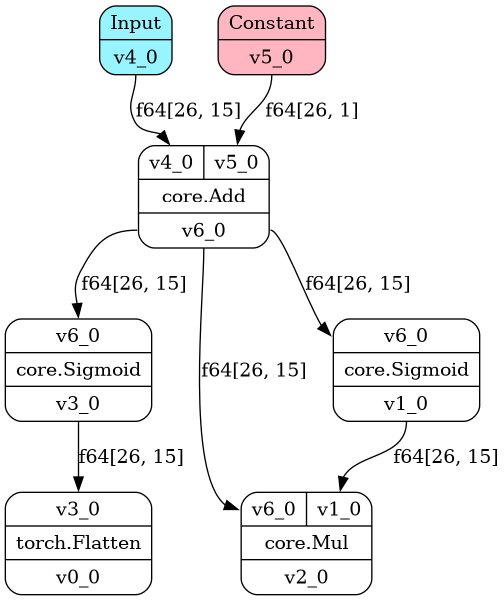 Input
v4_0
Constant
v5_0
f64[26, 15]
f64[26, 1]
v4_0
v5_0
core.Add
v6_0
f64[26, 15]
f64[26, 15]
v6_0
core.Sigmoid
v3_0
f64[26, 15]
v6_0
core.Sigmoid
v1_0
f64[26, 15]
f64[26, 15]
v3_0
torch.Flatten
v0_0
v6_0
v1_0
core.Mul
v2_0